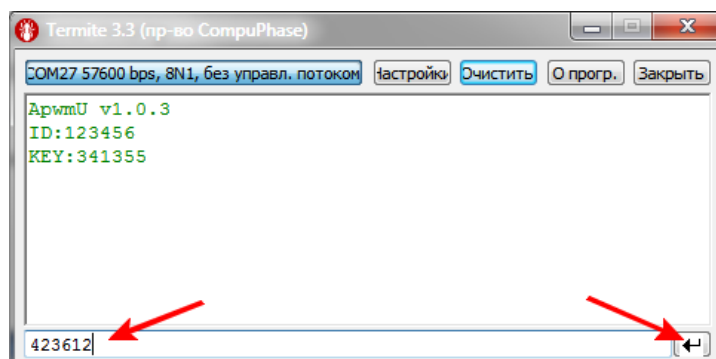 Termite 3.3 (пр-во CompuPhase)
COM27 57600 bps, 8N1, без управл. потоком Настройки Очистить О прогр. Закрыть
ApwmU v1.0.3
ID:123456
KEY:341355
423612